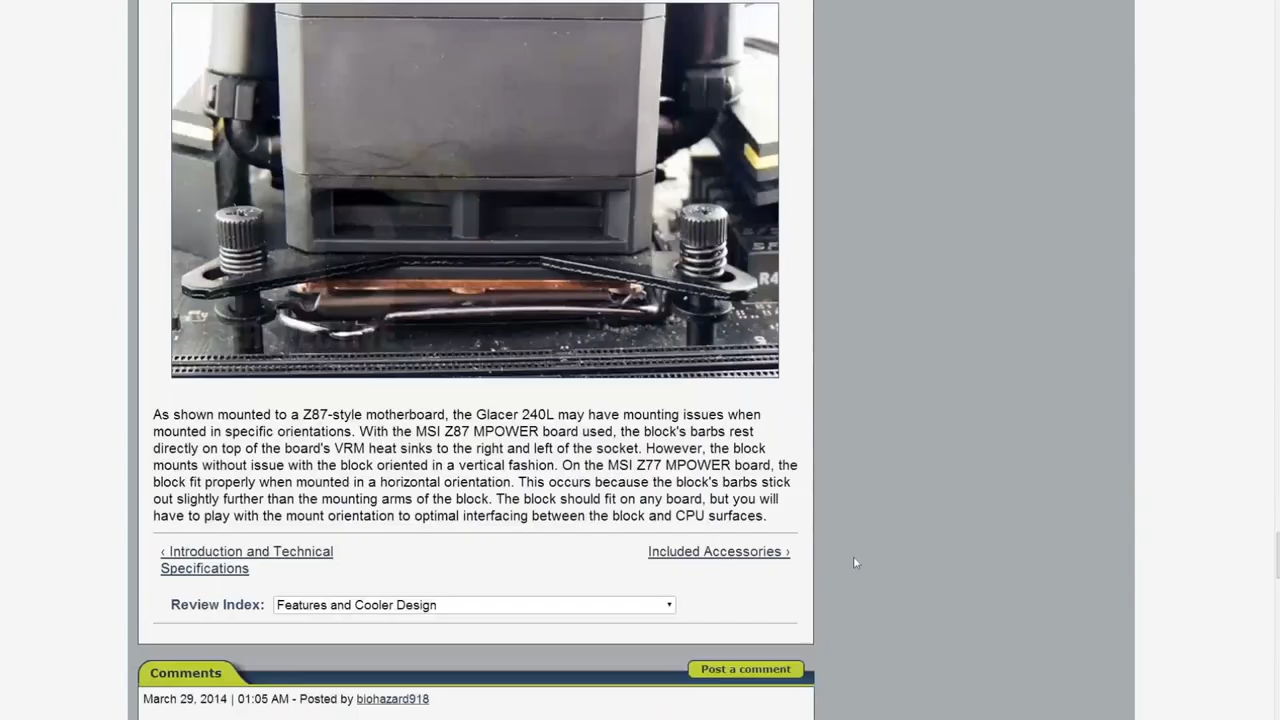 R4
As shown mounted to a Z87-style motherboard, the Glacer 240L may have mounting issues when
mounted in specific orientations. With the MSI Z87 MPOWER board used, the block's barbs rest
directly on top of the board's VRM heat sinks to the right and left of the socket. However, the block
mounts without issue with the block oriented in a vertical fashion. On the MSI Z77 MPOWER board, the
block fit properly when mounted in a horizontal orientation. This occurs because the block's barbs stick
out slightly further than the mounting arms of the block. The block should fit on any board, but you will
have to play with the mount orientation to optimal interfacing between the block and CPU surfaces.
‹ Introduction and Technical
Specifications
Included Accessories ›
Review Index: Features and Cooler Design
Comments
Post a comment
March 29, 2014 | 01:05 AM - Posted by biohazard918